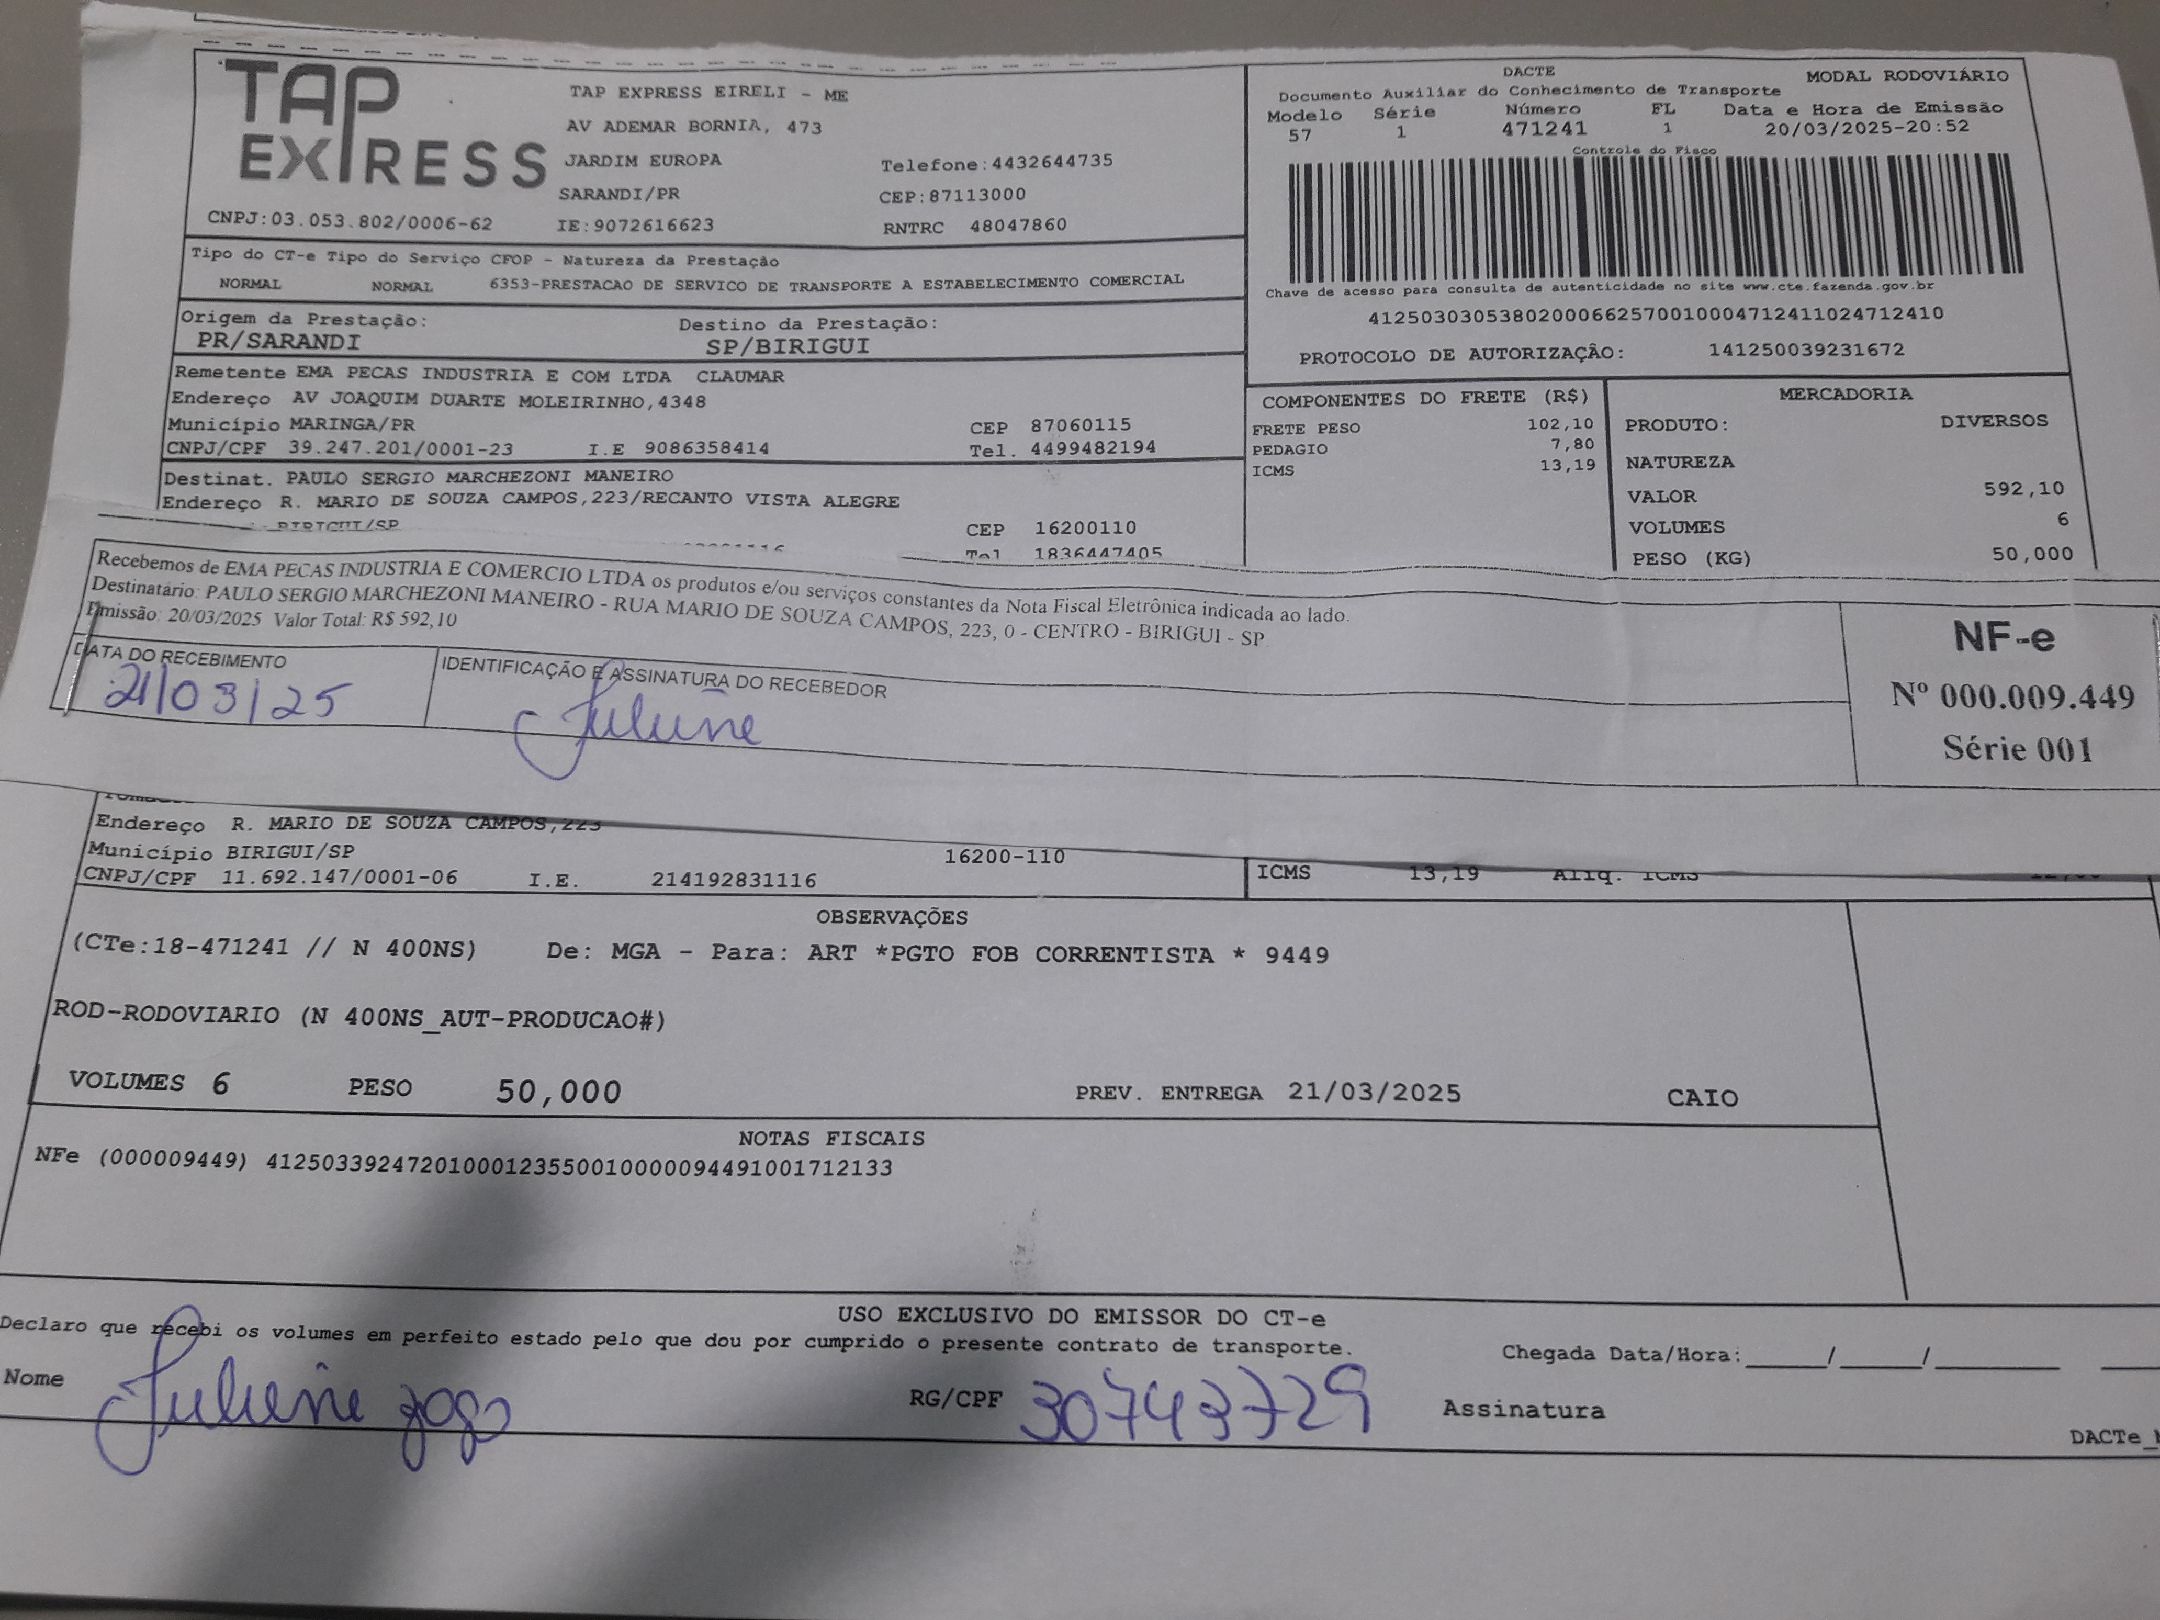 TAP EXPRESS
TAP EXPRESS EIRELI - ME
AV ADEMAR BORNIA, 473
JARDIM EUROPA
Telefone:4432644735
SARANDI/PR
CEP:87113000
CNPJ:03.053.802/0006-62
IE:9072616623
RNTRC 48047860
DACTE
MODAL RODOVIÁRIO
Documento Auxiliar do Conhecimento de Transporte
Modelo Série Número FL Data e Hora de Emissão
57 1 471241 1 20/03/2025-20:52
Controle do Fisco
Chave de acesso para consulta de autenticidade no site www.cte.fazenda.gov.br
41250303053802000662570010004712411024712410
PROTOCOLO DE AUTORIZAÇÂO: 141250039231672
Tipo do CT-e Tipo do Serviço CFOP - Natureza da Prestação
NORMAL NORMAL 6353-PRESTACAO DE SERVICO DE TRANSPORTE A ESTABELECIMENTO COMERCIAL
Origem da Prestação: Destino da Prestação:
PR/SARANDI SP/BIRIGUI
Remetente EMA PECAS INDUSTRIA E COM LTDA CLAUMAR
Endereço AV JOAQUIM DUARTE MOLEIRINHO,4348
Município MARINGA/PR CEP 87060115
CNPJ/CPF 39.247.201/0001-23 I.E 9086358414 Tel. 4499482194
Destinat. PAULO SERGIO MARCHEZONI MANEIRO
Endereço R. MARIO DE SOUZA CAMPOS,223/RECANTO VISTA ALEGRE
BIRIGUI/SP CEP 16200110
Tel 1836447405
COMPONENTES DO FRETE (R$)
FRETE PESO 102,10
PEDAGIO 7,80
ICMS 13,19
MERCADORIA
PRODUTO: DIVERSOS
NATUREZA
VALOR 592,10
VOLUMES 6
PESO (KG) 50,000
Recebemos de EMA PECAS INDUSTRIA E COMERCIO LTDA os produtos e/ou serviços constantes da Nota Fiscal Eletrônica indicada ao lado.
Destinatário: PAULO SERGIO MARCHEZONI MANEIRO - RUA MARIO DE SOUZA CAMPOS, 223, 0 - CENTRO - BIRIGUI - SP
Emissão: 20/03/2025 Valor Total: R$ 592,10
DATA DO RECEBIMENTO
21/03/25
IDENTIFICAÇÃO E ASSINATURA DO RECEBEDOR
NF-e
Nº 000.009.449
Série 001
Endereço R. MARIO DE SOUZA CAMPOS,223
Município BIRIGUI/SP 16200-110
CNPJ/CPF 11.692.147/0001-06 I.E. 214192831116
ICMS 13,19 Aliq. ICMS
OBSERVAÇÕES
(CTe:18-471241 // N 400NS) De: MGA - Para: ART *PGTO FOB CORRENTISTA * 9449
ROD-RODOVIARIO (N 400NS_AUT-PRODUCAO#)
VOLUMES 6 PESO 50,000 PREV. ENTREGA 21/03/2025 CAIO
NOTAS FISCAIS
NFe (000009449) 41250339247201000123550010000094491001712133
USO EXCLUSIVO DO EMISSOR DO CT-e
Declaro que recebi os volumes em perfeito estado pelo que dou por cumprido o presente contrato de transporte.
Chegada Data/Hora:_____/_____/________
Nome RG/CPF 30743729 Assinatura